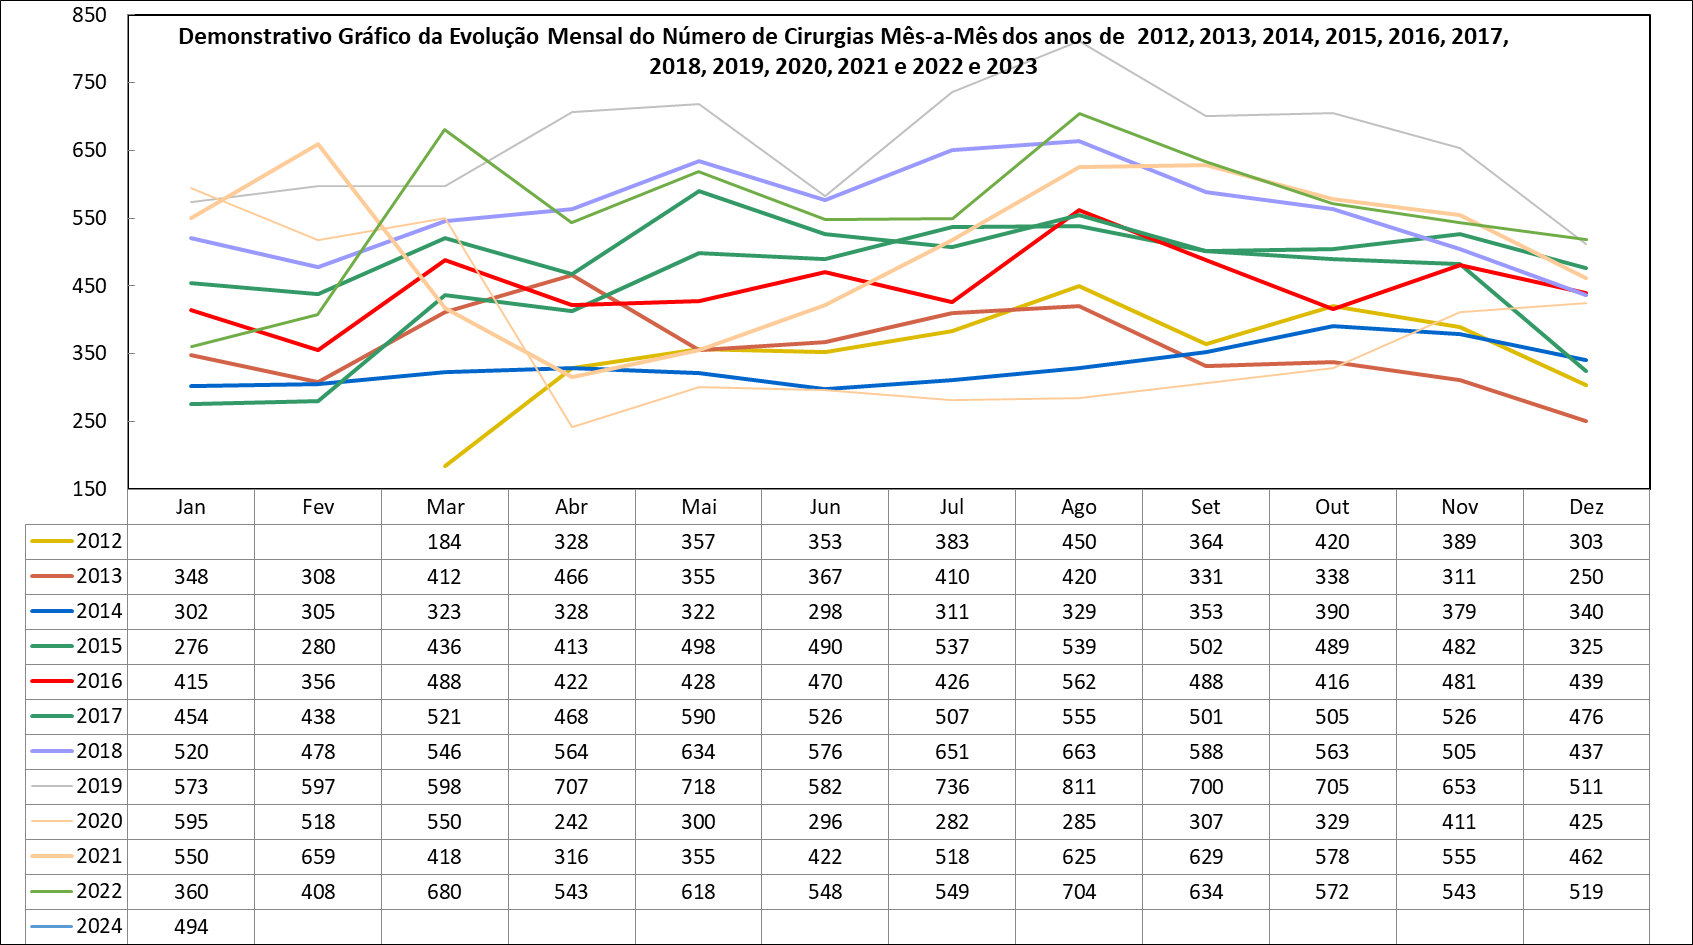 850
Demonstrativo Gráfico da Evolução Mensal do Número de Cirurgias Mês-a-Mês dos anos de 2012, 2013, 2014, 2015, 2016, 2017,
2018, 2019, 2020, 2021 e 2022 e 2023
750
650
550
450
350
250
150
Jan Fev Mar Abr Mai Jun Jul Ago Set Out Nov Dez
2012 184 328 357 353 383 450 364 420 389 303
2013 348 308 412 466 355 367 410 420 331 338 311 250
2014 302 305 323 328 322 298 311 329 353 390 379 340
2015 276 280 436 413 498 490 537 539 502 489 482 325
2016 415 356 488 422 428 470 426 562 488 416 481 439
2017 454 438 521 468 590 526 507 555 501 505 526 476
2018 520 478 546 564 634 576 651 663 588 563 505 437
2019 573 597 598 707 718 582 736 811 700 705 653 511
2020 595 518 550 242 300 296 282 285 307 329 411 425
2021 550 659 418 316 355 422 518 625 629 578 555 462
2022 360 408 680 543 618 548 549 704 634 572 543 519
2024 494